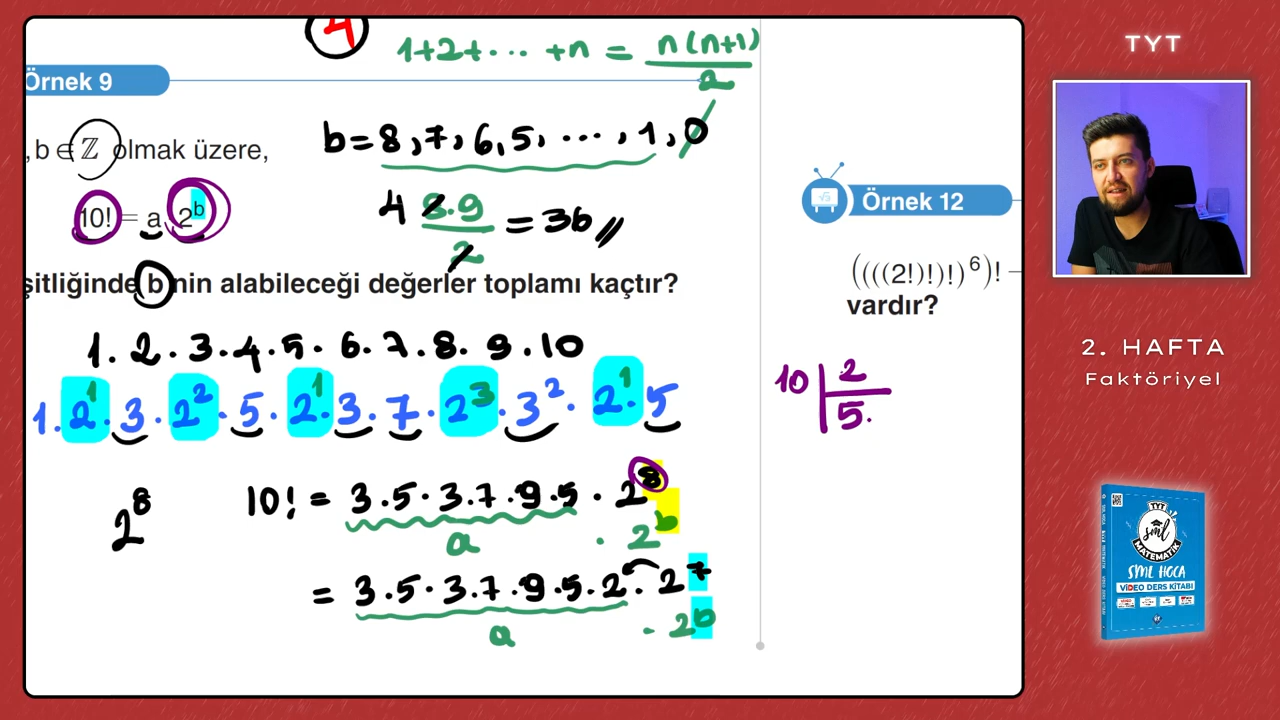 4
1+2+... +n = n(n+1)
2
Örnek 9
, b ∈ ℤ olmak üzere,
b=8,7,6,5,...,1,0
10! = a. 2^b
4 8.9 = 36
2
şitliğinde b nin alabileceği değerler toplamı kaçtır?
1.2.3.4.5.6.7.8.9.10
1.2^1.3.2^2.5.2^1.3.7.2^3.3^2.2^1.5
2^8
10! = 3.5.3.7.9.5.2^8
a . 2^b
= 3.5.3.7.9.5.2.2^7
a . 2^b
Örnek 12
((((2!)!)!)^6)!
vardır?
10 2
5.
TYT
2. HAFTA
Faktöriyel
TYT
sml
MATEMATİK
SML HOCA
VİDEO DERS KİTABI